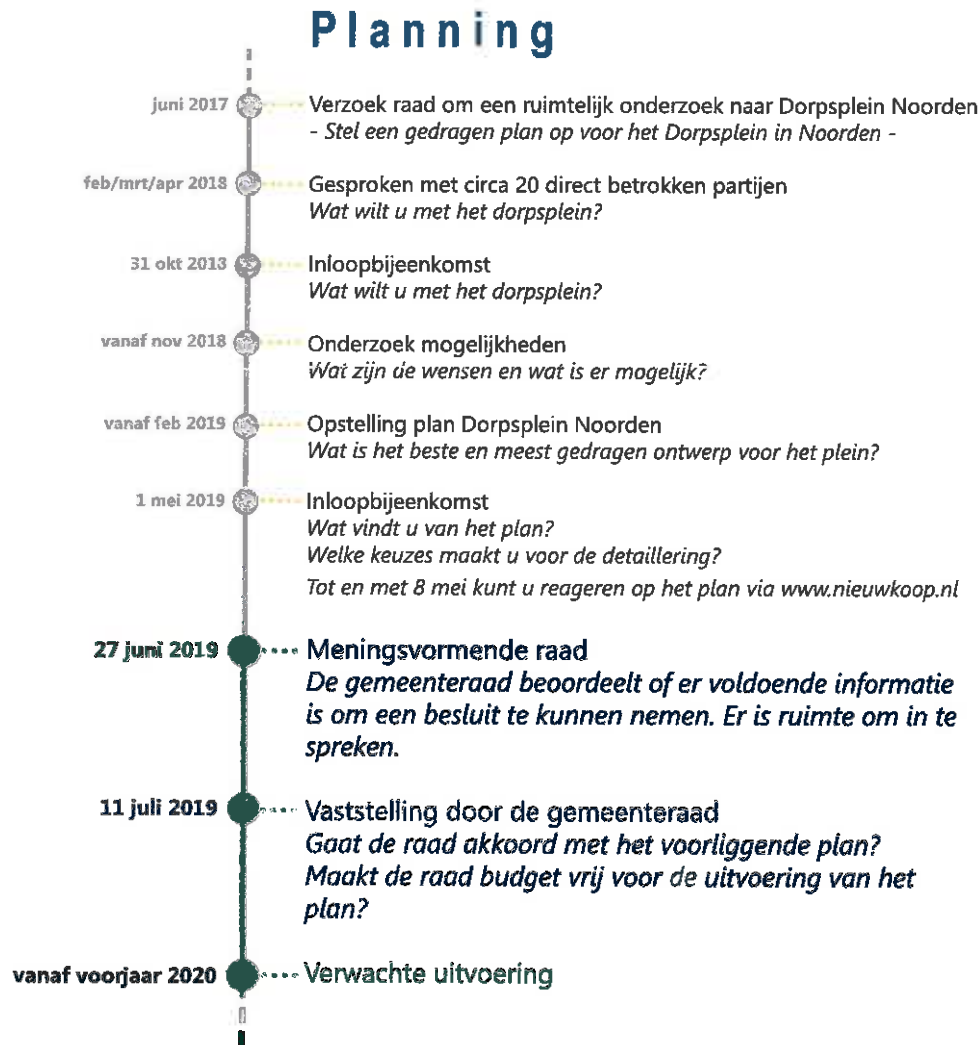 Planning
juni 2017 Verzoek raad om een ruimtelijk onderzoek naar Dorpsplein Noorden
- Stel een gedragen plan op voor het Dorpsplein in Noorden -
feb/mrt/apr 2018 Gesproken met circa 20 direct betrokken partijen
Wat wilt u met het dorpsplein?
31 okt 2018 Inloopbijeenkomst
Wat wilt u met het dorpsplein?
vanaf nov 2018 Onderzoek mogelijkheden
Wat zijn de wensen en wat is er mogelijk?
vanaf feb 2019 Opstelling plan Dorpsplein Noorden
Wat is het beste en meest gedragen ontwerp voor het plein?
1 mei 2019 Inloopbijeenkomst
Wat vindt u van het plan?
Welke keuzes maakt u voor de detaillering?
Tot en met 8 mei kunt u reageren op het plan via www.nieuwkoop.nl
27 juni 2019 Meningsvormende raad
De gemeenteraad beoordeelt of er voldoende informatie
is om een besluit te kunnen nemen. Er is ruimte om in te
spreken.
11 juli 2019 Vaststelling door de gemeenteraad
Gaat de raad akkoord met het voorliggende plan?
Maakt de raad budget vrij voor de uitvoering van het
plan?
vanaf voorjaar 2020 Verwachte uitvoering